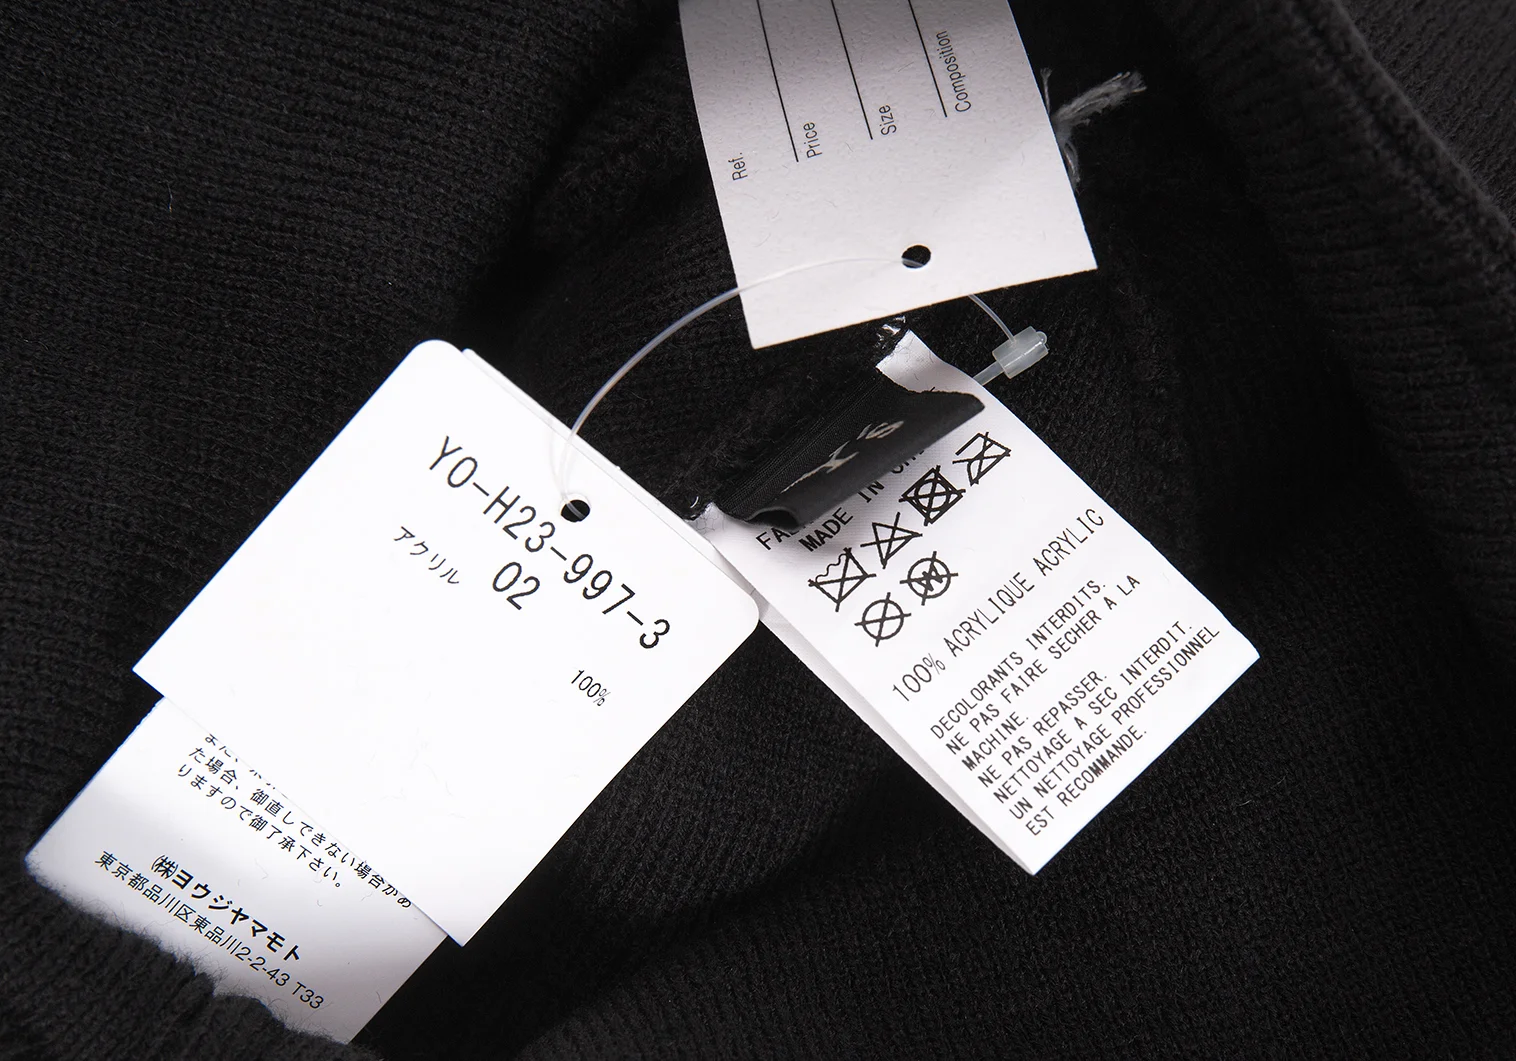 Ref.
Price
Size
Composition
YO-H23-997-3
02
アクリル
100%
た場合、御直しできない場合があ
りますので御了承下さい。
㈱ヨウジヤマモト
東京都品川区東品川2-2-43 T33
Y's
MADE IN
100% ACRYLIQUE ACRYLIC
DECOLORANTS INTERDITS.
NE PAS FAIRE SECHER A LA
MACHINE.
NE PAS REPASSER.
NETTOYAGE A SEC INTERDIT.
UN NETTOYAGE PROFESSIONNEL
EST RECOMMANDE.